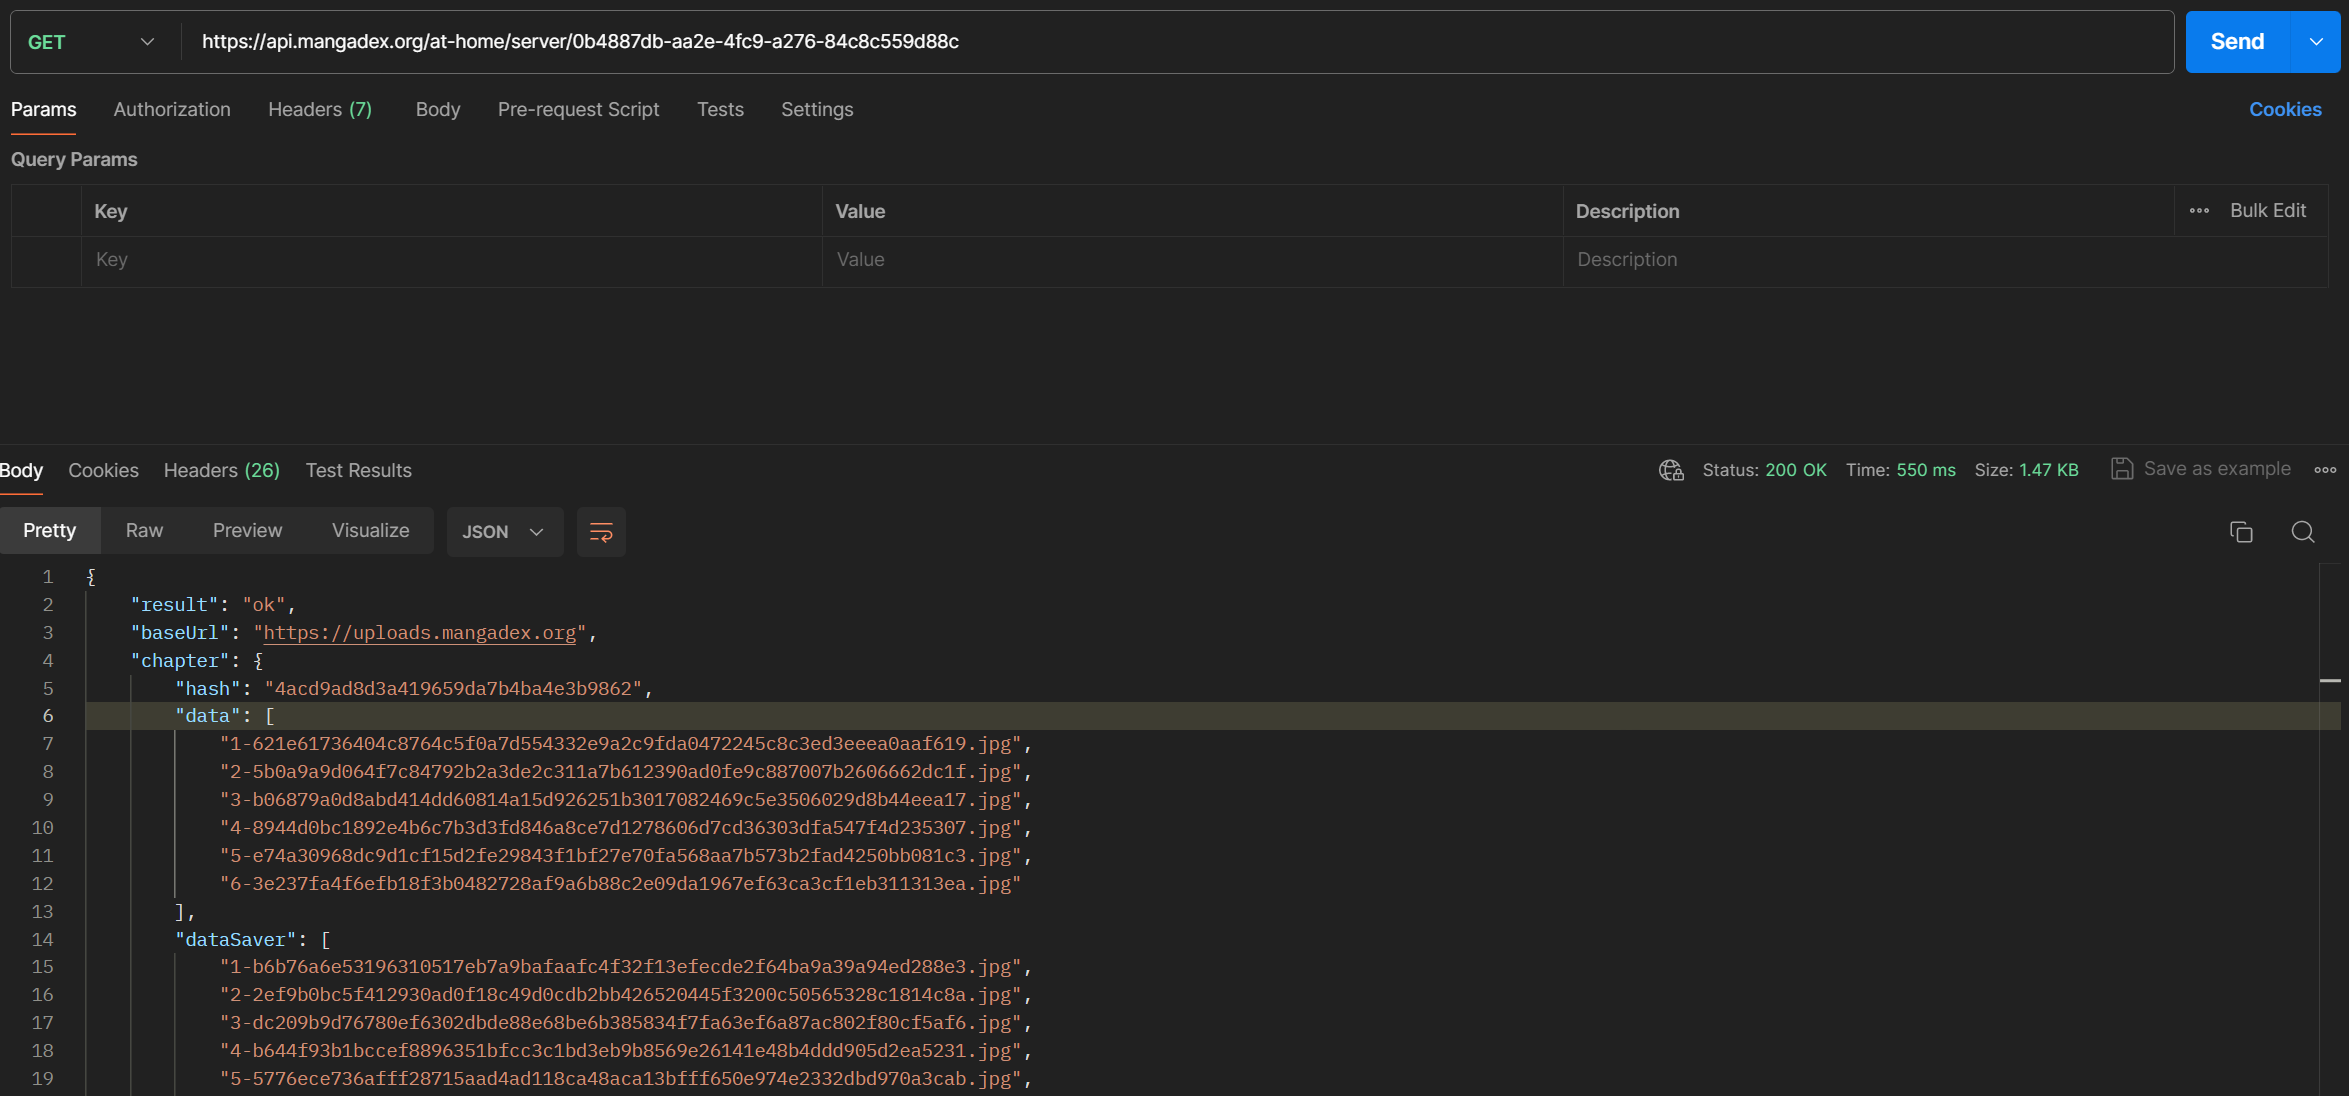 GET https://api.mangadex.org/at-home/server/0b4887db-aa2e-4fc9-a276-84c8c559d88c Send
Params Authorization Headers (7) Body Pre-request Script Tests Settings Cookies
Query Params
Key Value Description Bulk Edit
Key Value Description
Body Cookies Headers (26) Test Results Status: 200 OK Time: 550 ms Size: 1.47 KB Save as example
Pretty Raw Preview Visualize JSON
1 {
2 "result": "ok",
3 "baseUrl": "https://uploads.mangadex.org",
4 "chapter": {
5 "hash": "4acd9ad8d3a419659da7b4ba4e3b9862",
6 "data": [
7 "1-621e61736404c8764c5f0a7d554332e9a2c9fda0472245c8c3ed3eeea0aaf619.jpg",
8 "2-5b0a9a9d064f7c84792b2a3de2c311a7b612390ad0fe9c887007b2606662dc1f.jpg",
9 "3-b06879a0d8abd414dd60814a15d926251b3017082469c5e3506029d8b44eea17.jpg",
10 "4-8944d0bc1892e4b6c7b3d3fd846a8ce7d1278606d7cd36303dfa547f4d235307.jpg",
11 "5-e74a30968dc9d1cf15d2fe29843f1bf27e70fa568aa7b573b2fad4250bb081c3.jpg",
12 "6-3e237fa4f6efb18f3b0482728af9a6b88c2e09da1967ef63ca3cf1eb311313ea.jpg"
13 ],
14 "dataSaver": [
15 "1-b6b76a6e53196310517eb7a9bafaafc4f32f13efecde2f64ba9a39a94ed288e3.jpg",
16 "2-2ef9b0bc5f412930ad0f18c49d0cdb2bb426520445f3200c50565328c1814c8a.jpg",
17 "3-dc209b9d76780ef6302dbde88e68be6b385834f7fa63ef6a87ac802f80cf5af6.jpg",
18 "4-b644f93b1bccef8896351bfcc3c1bd3eb9b8569e26141e48b4ddd905d2ea5231.jpg",
19 "5-5776ece736afff28715aad4ad118ca48aca13bfff650e974e2332dbd970a3cab.jpg",